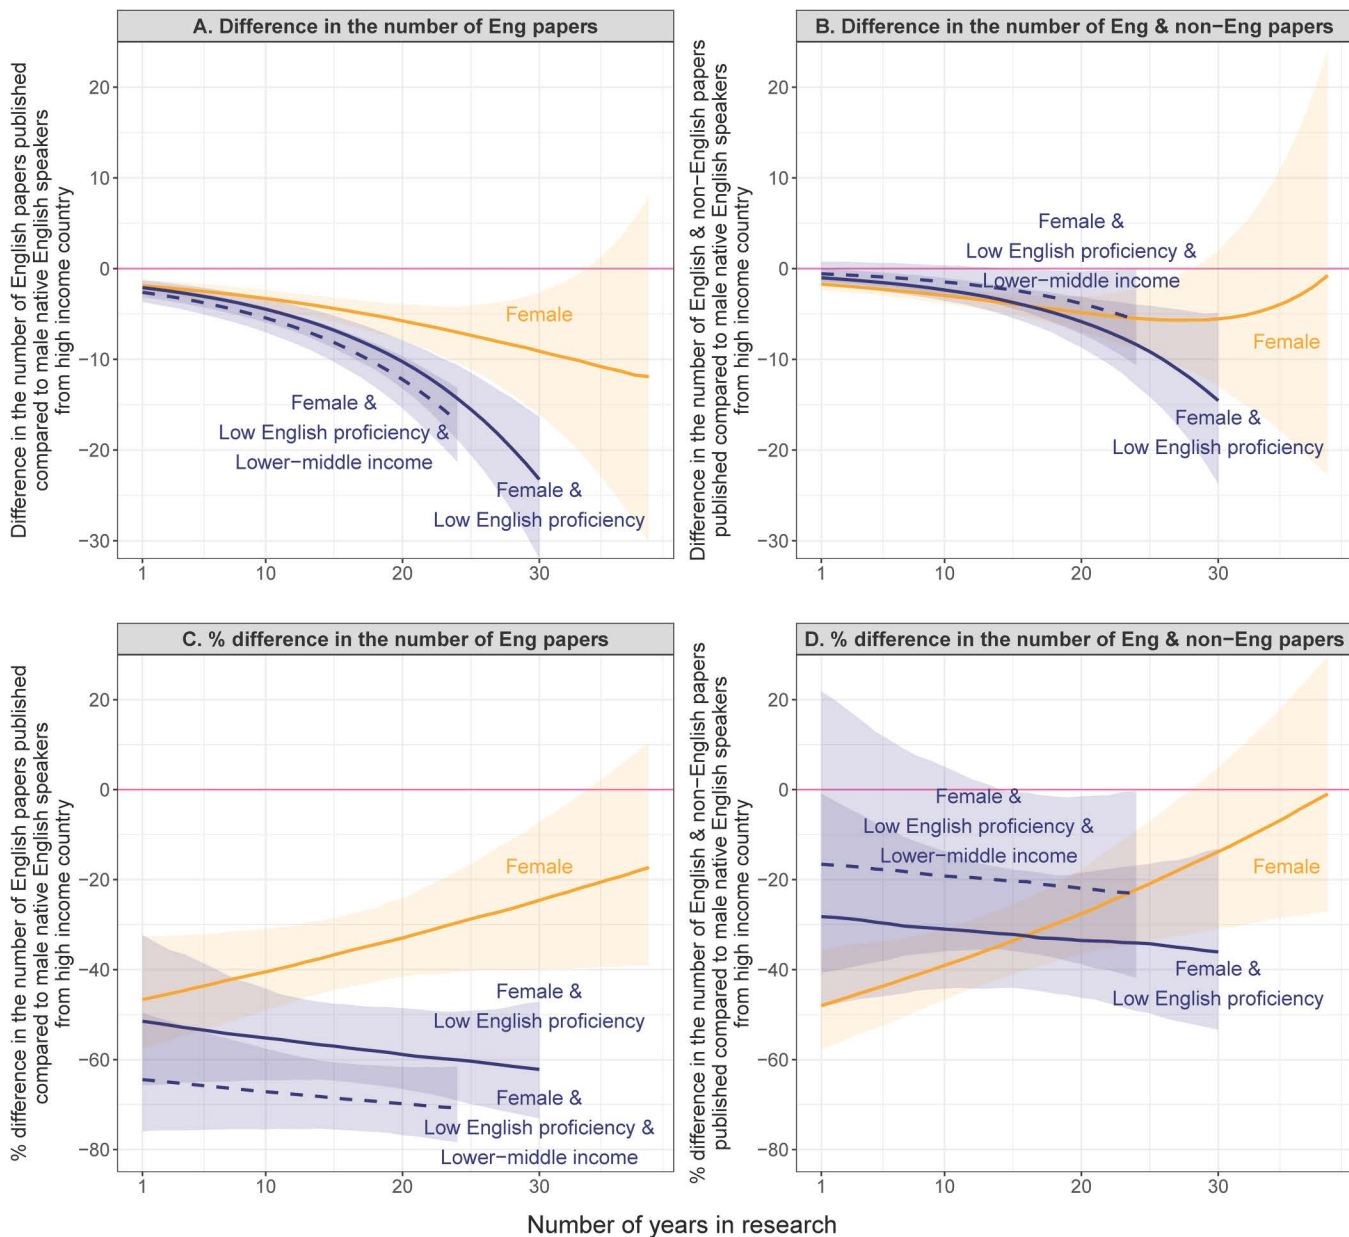 A. Difference in the number of Eng papers
Difference in the number of English papers published
compared to male native English speakers
from high income country
20
10
0
−10
−20
−30
Female
Female &
Low English proficiency &
Lower−middle income
Female &
Low English proficiency
1
10
20
30
B. Difference in the number of Eng & non−Eng papers
Difference in the number of English & non−English papers
published compared to male native English speakers
from high income country
20
10
0
−10
−20
−30
Female &
Low English proficiency &
Lower−middle income
Female
Female &
Low English proficiency
1
10
20
30
C. % difference in the number of Eng papers
% difference in the number of English papers published
compared to male native English speakers
from high income country
20
0
−20
−40
−60
−80
Female
Female &
Low English proficiency
Female &
Low English proficiency &
Lower−middle income
1
10
20
30
D. % difference in the number of Eng & non−Eng papers
% difference in the number of English & non−English papers
published compared to male native English speakers
from high income country
20
0
−20
−40
−60
−80
Female &
Low English proficiency &
Lower−middle income
Female
Female &
Low English proficiency
1
10
20
30
Number of years in research